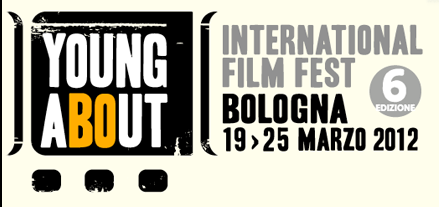 YOUNG
ABOUT
INTERNATIONAL
FILM FEST
6
EDIZIONE
BOLOGNA
19 > 25 MARZO 2012